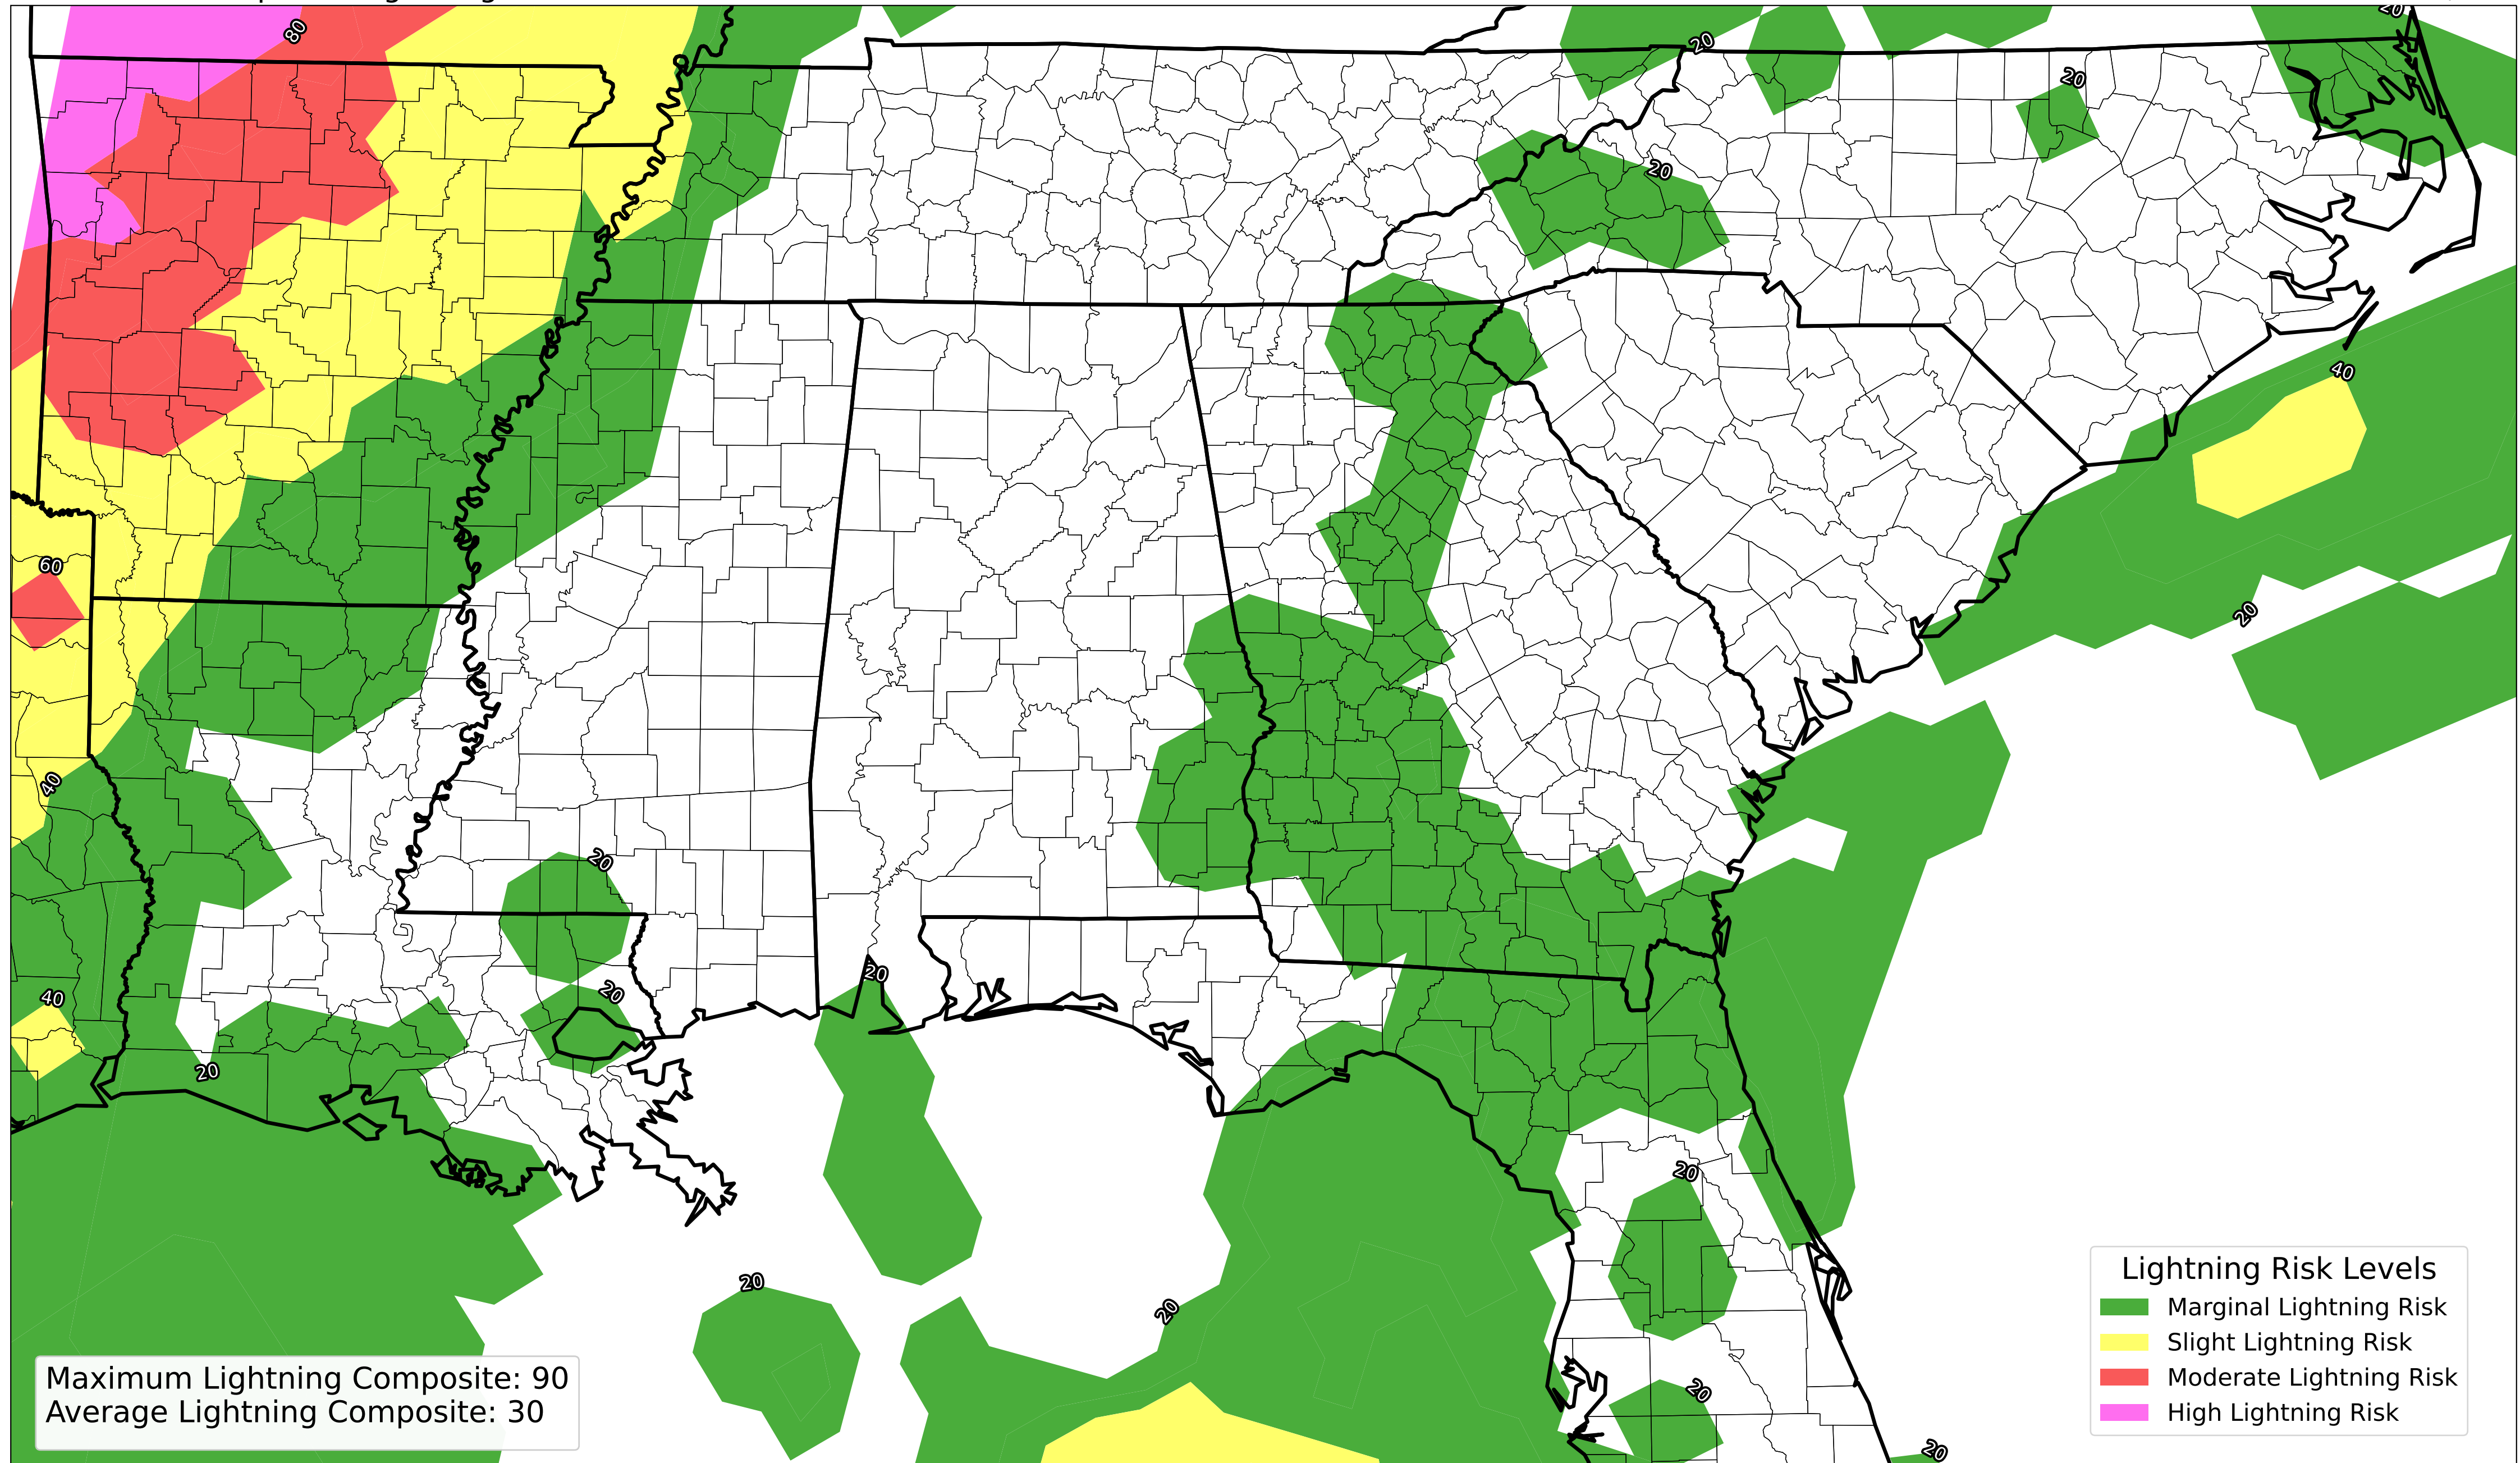 80
20
20
20
20
40
60
20
40
20
20
20
40
20
20
20
20
20
20
Lightning Risk Levels
Marginal Lightning Risk
Slight Lightning Risk
Moderate Lightning Risk
High Lightning Risk
Maximum Lightning Composite: 90
Average Lightning Composite: 30